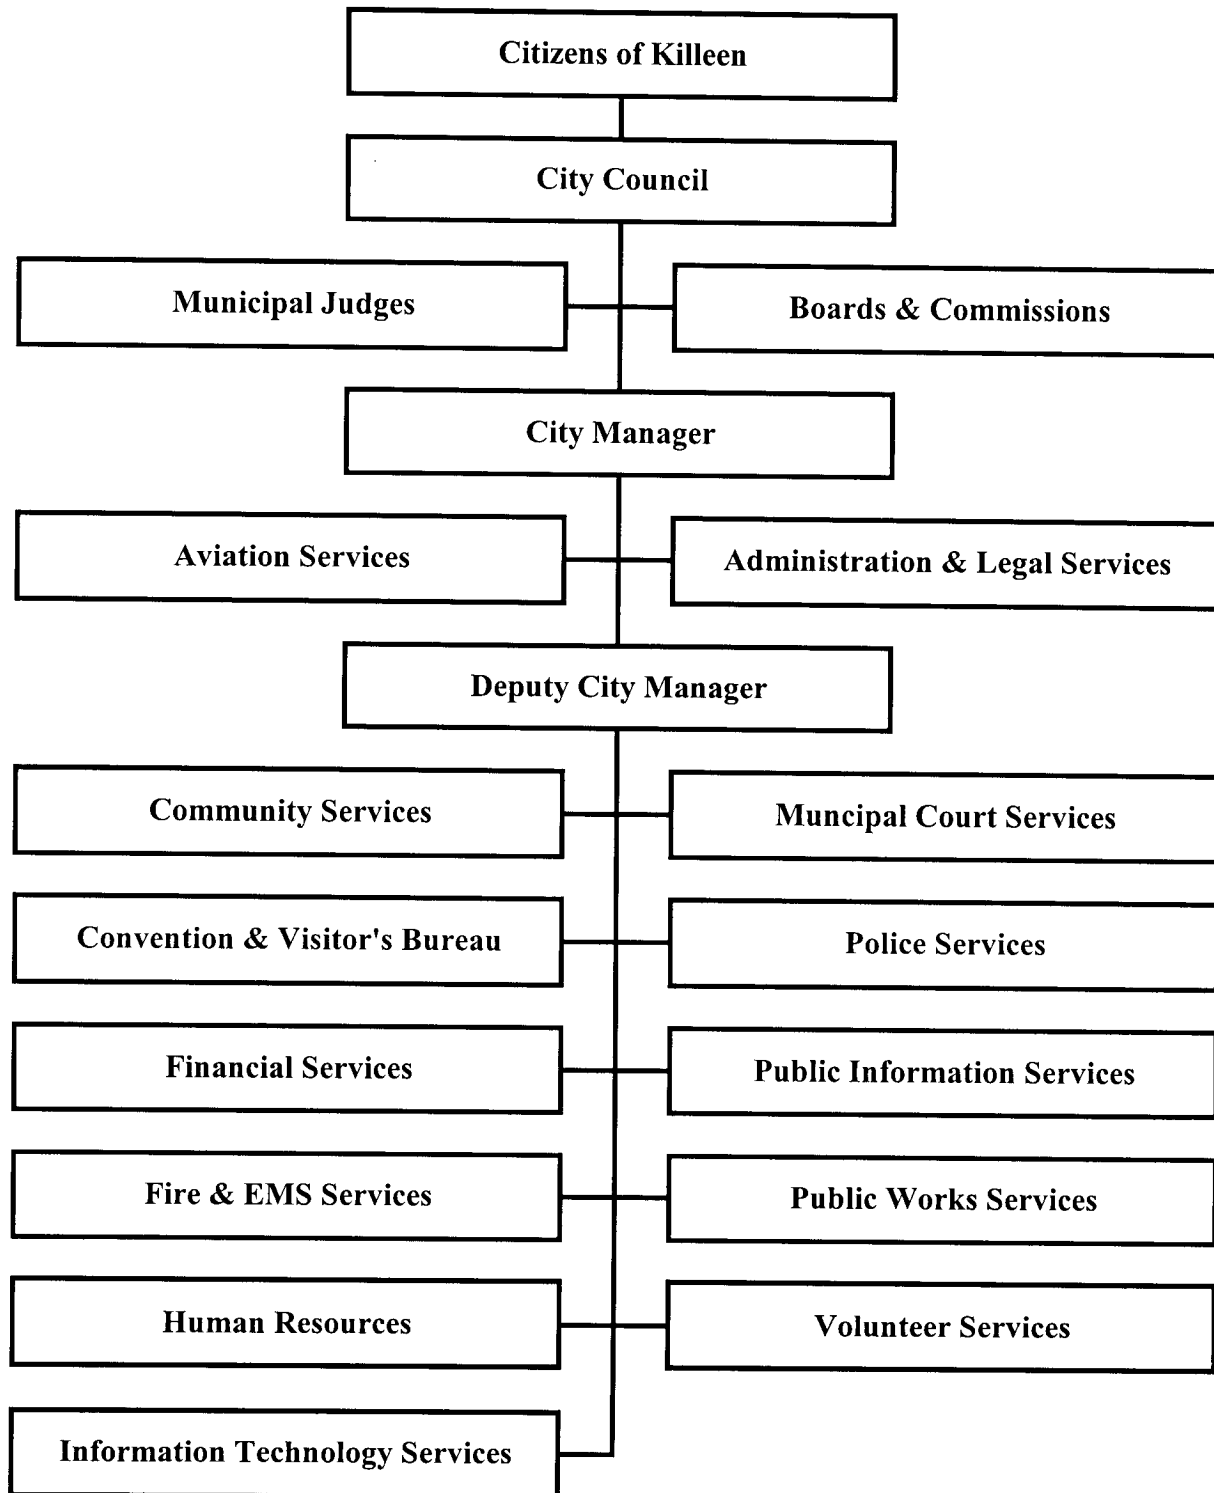 Citizens of Killeen
City Council
Municipal Judges
Boards & Commissions
City Manager
Aviation Services
Administration & Legal Services
Deputy City Manager
Community Services
Muncipal Court Services
Convention & Visitor's Bureau
Police Services
Financial Services
Public Information Services
Fire & EMS Services
Public Works Services
Human Resources
Volunteer Services
Information Technology Services